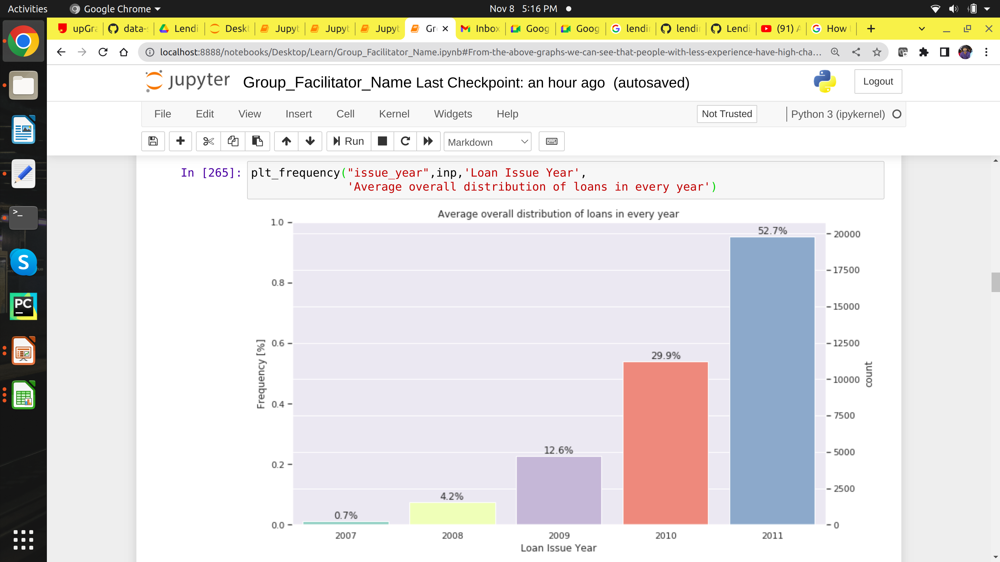 Activities Google Chrome Nov 8 5:16 PM
upGra data-s Lendi Deskt Jupyt Jupyt Jupyt Gr Inbox Goog Goog lendin lendin Lendi (91) A How
localhost:8888/notebooks/Desktop/Learn/Group_Facilitator_Name.ipynb#From-the-above-graphs-we-can-see-that-people-with-less-experience-have-high-cha...
jupyter Group_Facilitator_Name Last Checkpoint: an hour ago (autosaved) Logout
File Edit View Insert Cell Kernel Widgets Help Not Trusted Python 3 (ipykernel)
Run Markdown
In [265]: plt_frequency("issue_year",inp,'Loan Issue Year',
'Average overall distribution of loans in every year')
Average overall distribution of loans in every year
1.0
0.8
0.6
0.4
0.2
0.0
Frequency [%]
52.7%
29.9%
12.6%
4.2%
0.7%
20000
17500
15000
12500
10000
7500
5000
2500
0
count
2007 2008 2009 2010 2011
Loan Issue Year
>_
S
PC